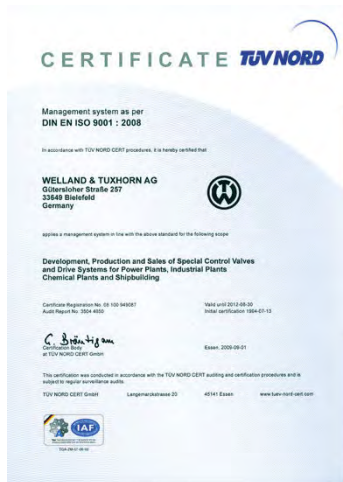 CERTIFICATE TÜV NORD
Management system as per
DIN EN ISO 9001 : 2008
In accordance with TÜV NORD CERT procedures, it is hereby certified that
WELLAND & TUXHORN AG
Gütersloher Straße 257
33649 Bielefeld
Germany
applies a management system in line with the above standard for the following scope
Development, Production and Sales of Special Control Valves
and Drive Systems for Power Plants, Industrial Plants
Chemical Plants and Shipbuilding
Certificate Registration No. 04 100 945087
Valid until 2012-08-30
Audit Report No. 3504 4050
Initial certification 1994-07-13
Certification Body
at TÜV NORD CERT GmbH
Essen, 2009-09-01
This certification was conducted in accordance with the TÜV NORD CERT auditing and certification procedures and is
subject to regular surveillance audits.
TÜV NORD CERT GmbH Langemarckstrasse 20 45141 Essen www.tuev-nord-cert.com
IAF